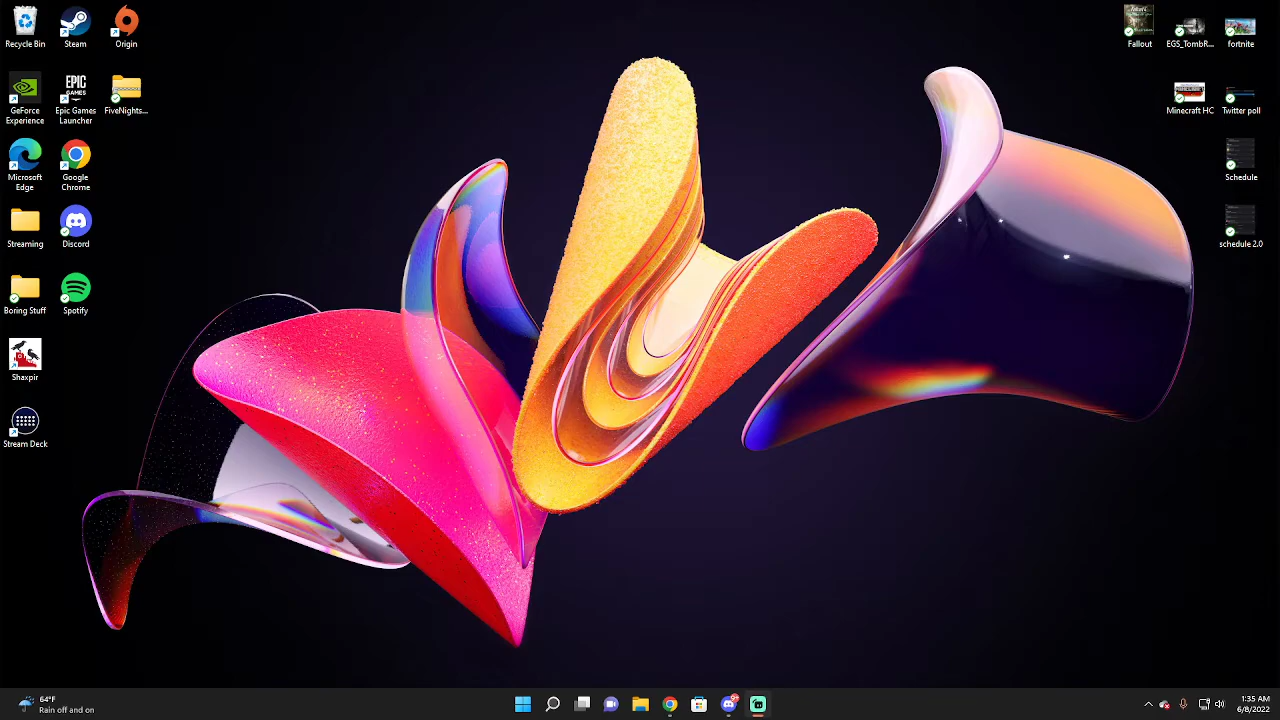 Recycle Bin
Steam
Origin
GeForce
Experience
EPIC
GAMES
Epic Games
Launcher
FiveNights...
Microsoft
Edge
Google
Chrome
Streaming
Discord
Boring Stuff
Spotify
Shaxpir
Stream Deck
Fallout
EGS_TombR...
fortnite
Minecraft HC
Twitter poll
Schedule
schedule 2.0
64°F
Rain off and on
1:35 AM
6/8/2022